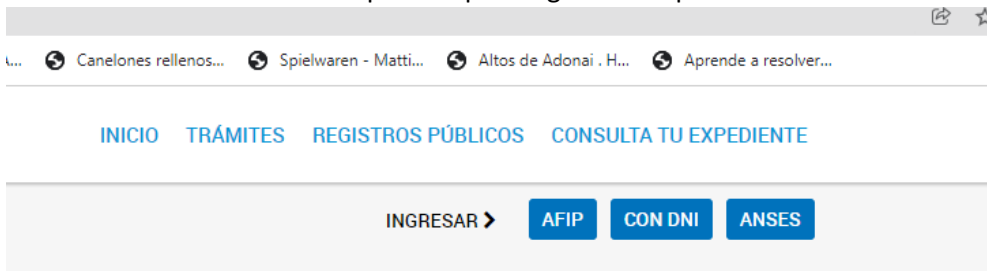 Canelones rellenos... Spielwaren - Matti... Altos de Adonai . H... Aprende a resolver...
INICIO TRÁMITES REGISTROS PÚBLICOS CONSULTA TU EXPEDIENTE
INGRESAR > AFIP CON DNI ANSES